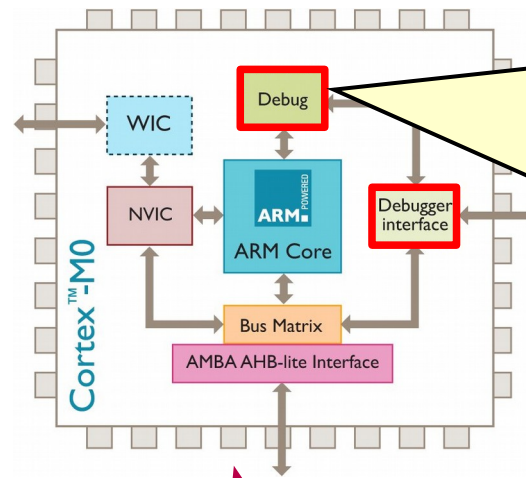 Debug
WIC
NVIC
ARM
POWERED
ARM Core
Debugger
interface
Bus Matrix
AMBA AHB-lite Interface
Cortex™-M0